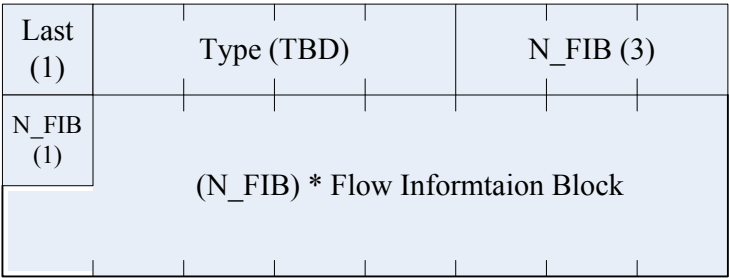 Last
(1)
Type (TBD)
N_FIB (3)
N_FIB
(1)
(N_FIB) * Flow Informtaion Block